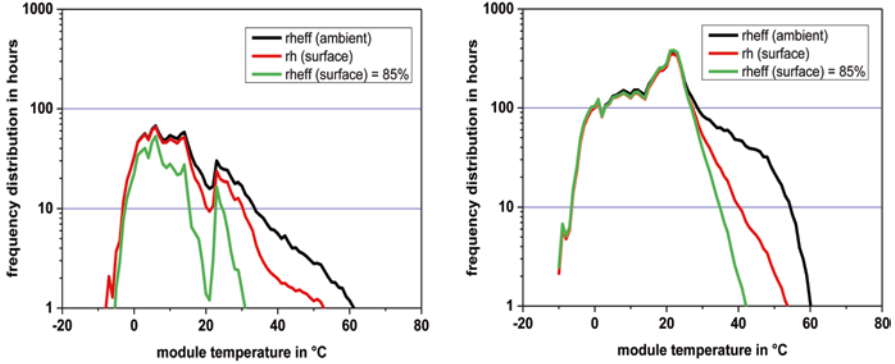 1000
100
10
1
-20
0
20
40
60
80
frequency distribution in hours
module temperature in °C
rheff (ambient)
rh (surface)
rheff (surface) = 85%
1000
100
10
1
-20
0
20
40
60
80
frequency distribution in hours
module temperature in °C
rheff (ambient)
rh (surface)
rheff (surface) = 85%